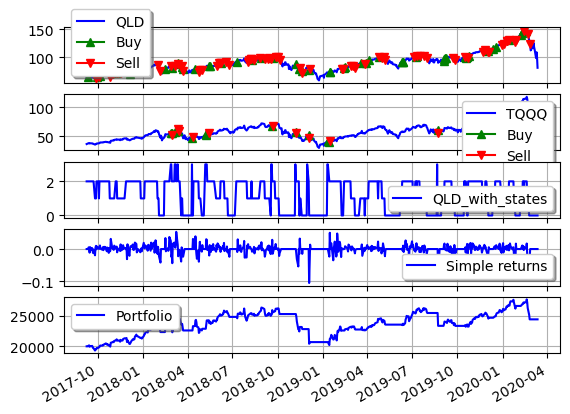 150
100
QLD
Buy
Sell
100
50
TQQQ
Buy
Sell
2
0
QLD_with_states
0.0
−0.1
Simple returns
25000
20000
Portfolio
2017-10 2018-01 2018-04 2018-07 2018-10 2019-01 2019-04 2019-07 2019-10 2020-01 2020-04